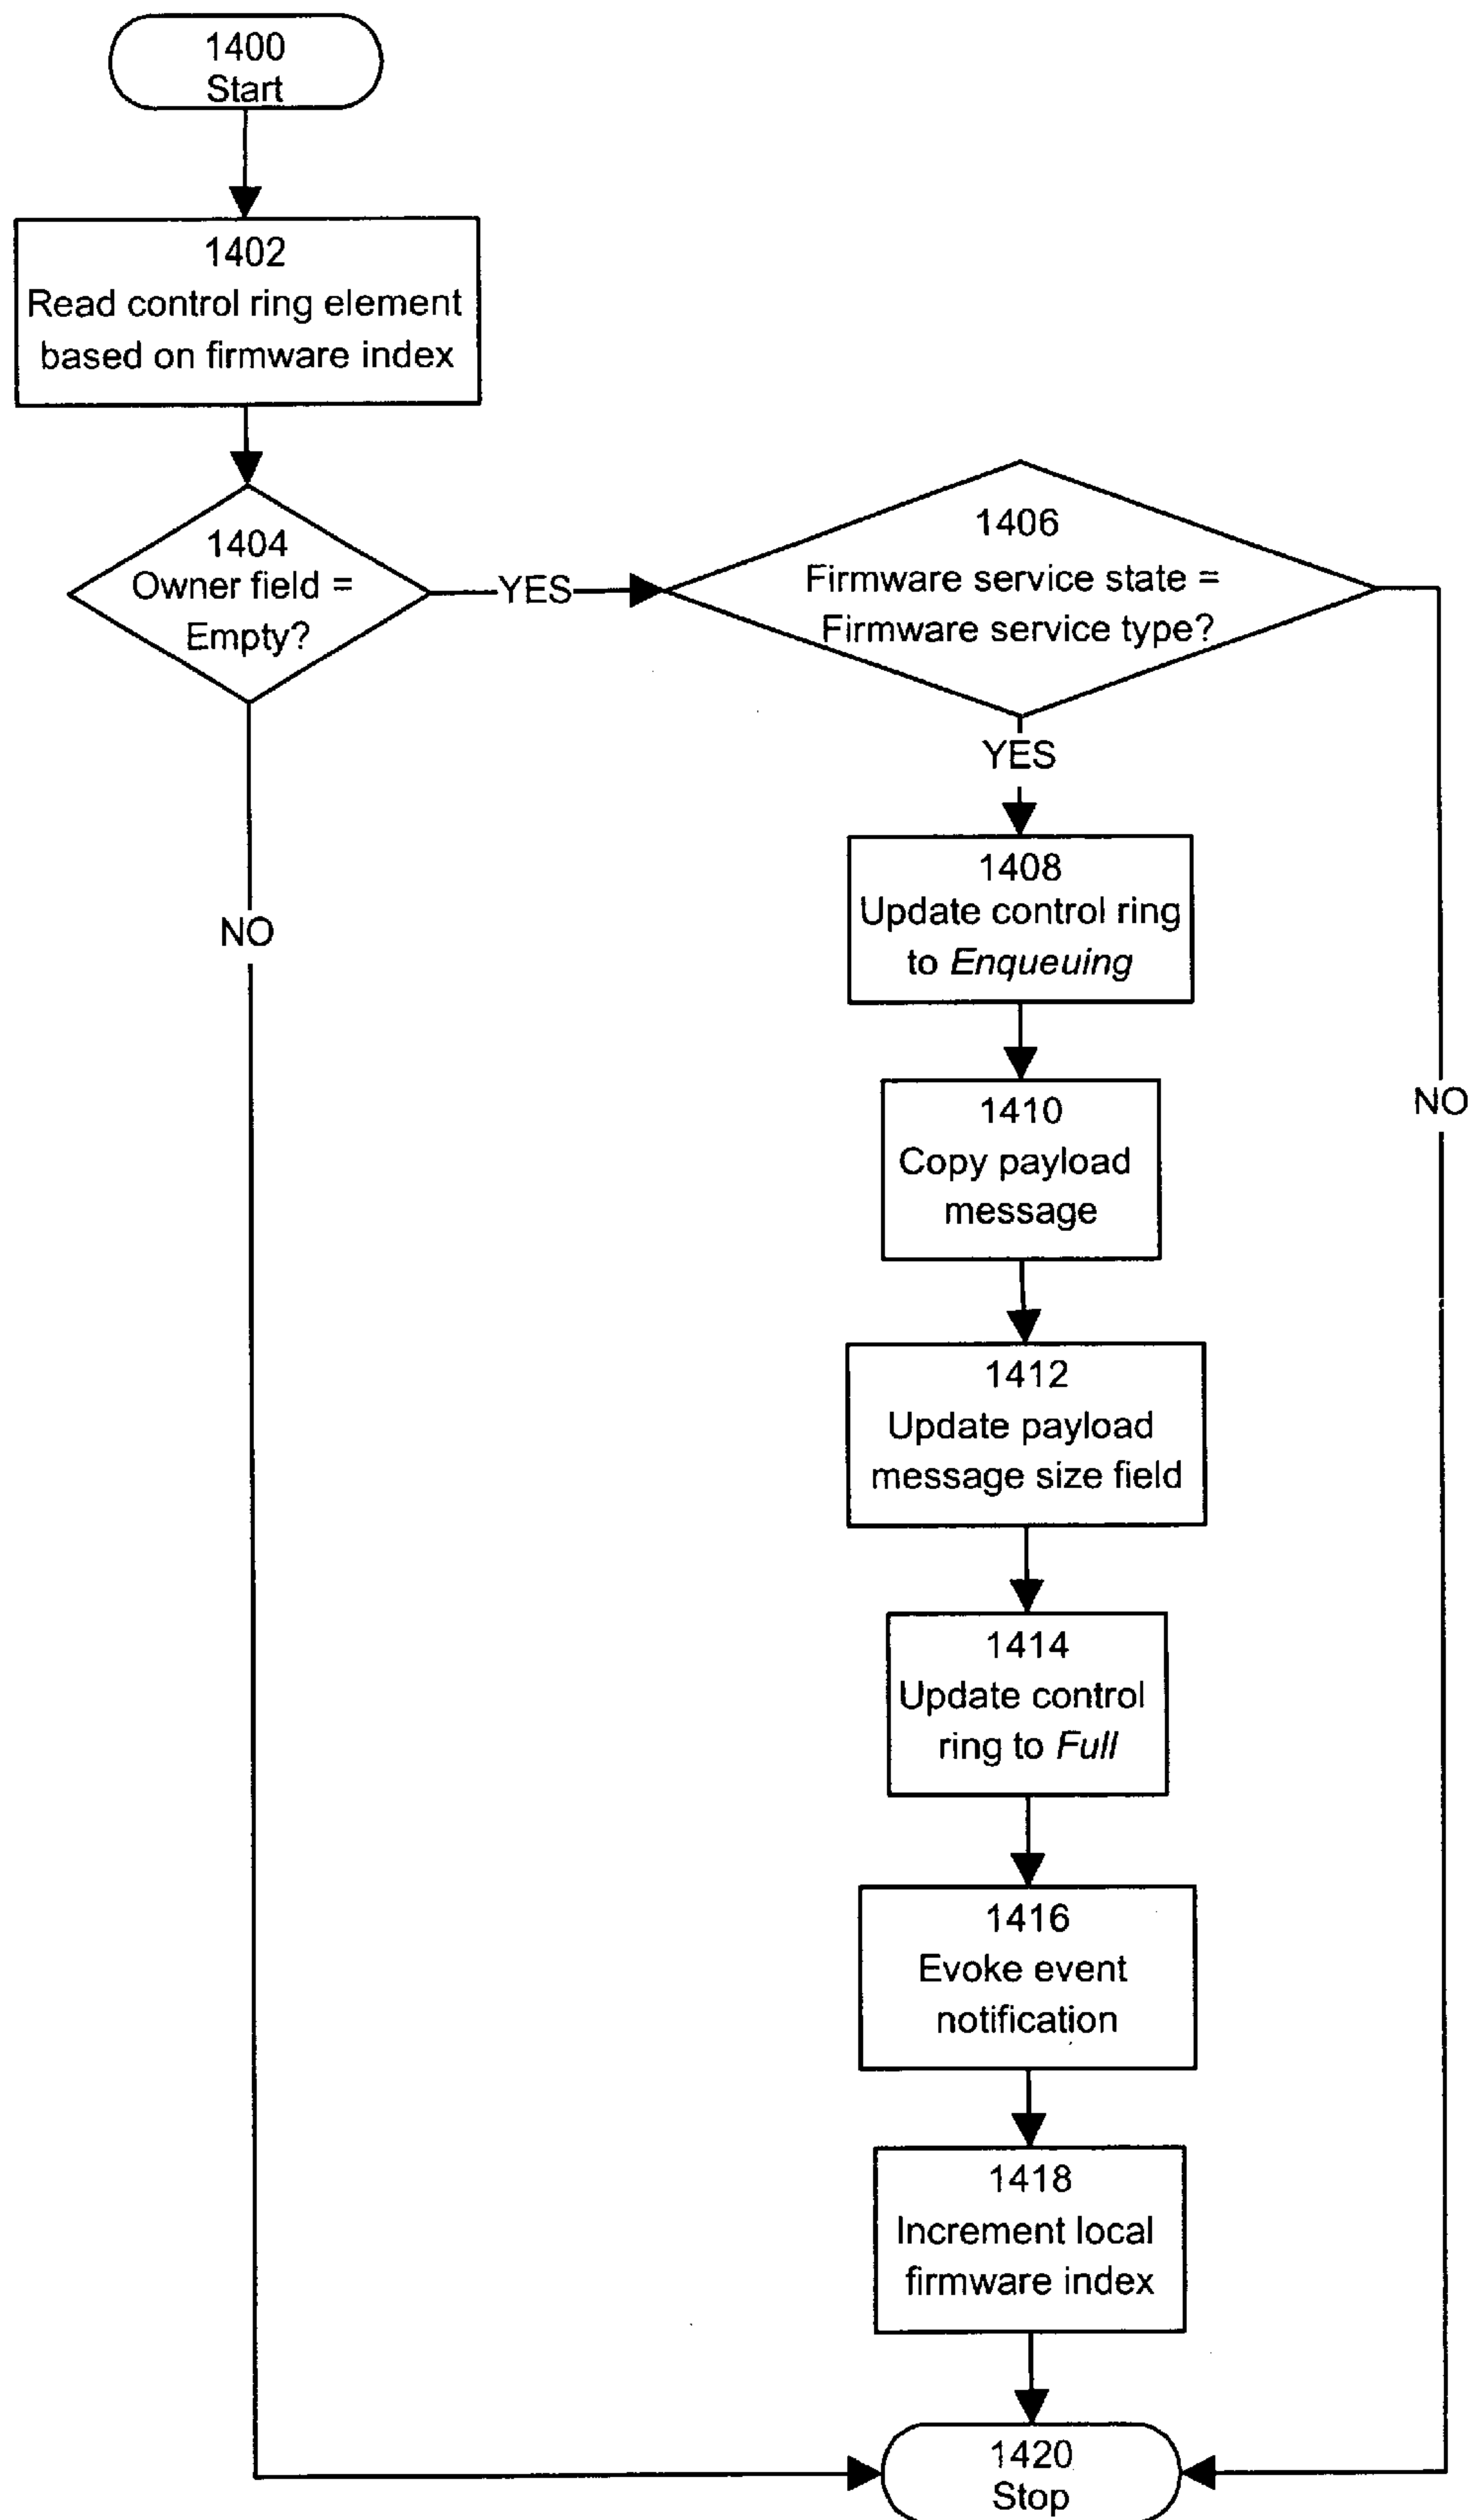 1400
Start
1402
Read control ring element
based on firmware index
1404
Owner field =
Empty?
YES
1406
Firmware service state =
Firmware service type?
YES
NO
NO
1408
Update control ring
to Enqueuing
1410
Copy payload
message
1412
Update payload
message size field
1414
Update control
ring to Full
1416
Evoke event
notification
1418
Increment local
firmware index
1420
Stop